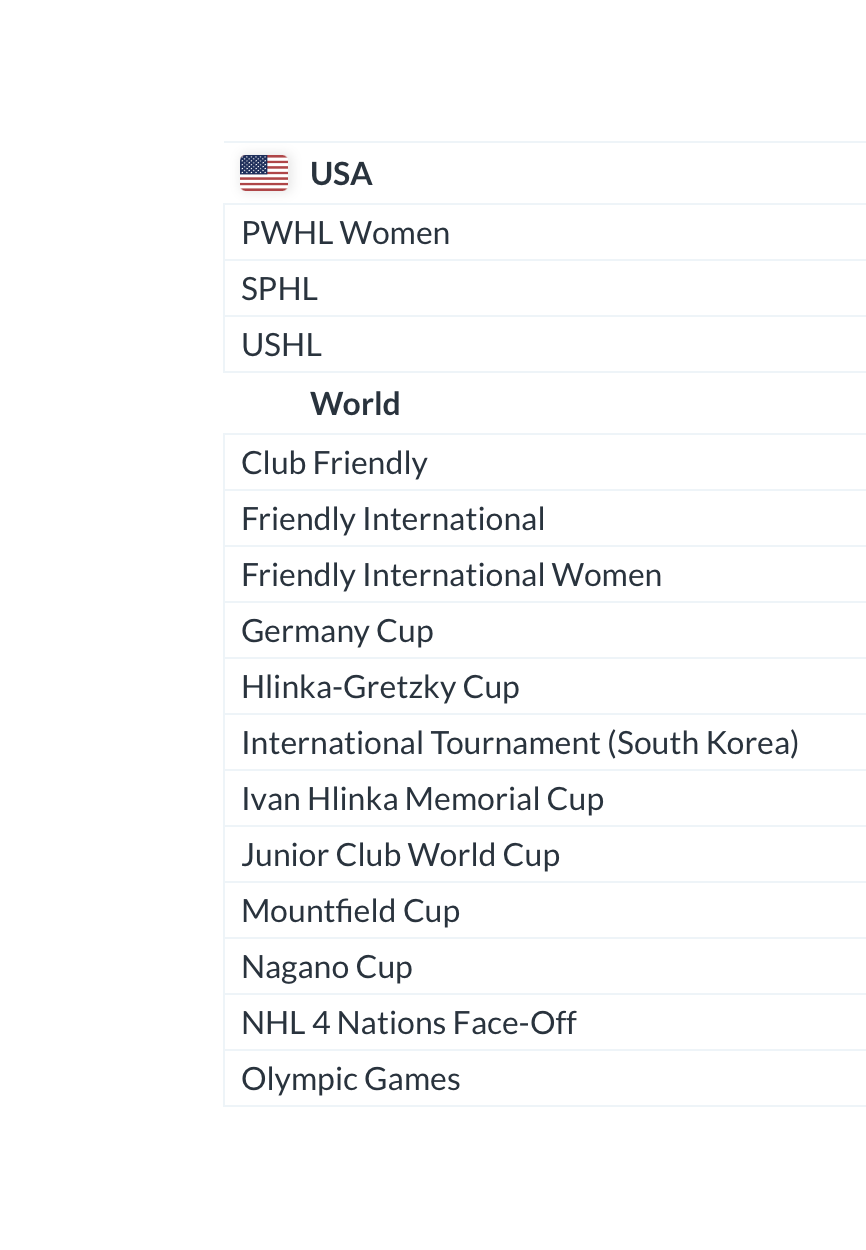 USA
PWHL Women
SPHL
USHL
World
Club Friendly
Friendly International
Friendly International Women
Germany Cup
Hlinka-Gretzky Cup
International Tournament (South Korea)
Ivan Hlinka Memorial Cup
Junior Club World Cup
Mountfield Cup
Nagano Cup
NHL 4 Nations Face-Off
Olympic Games